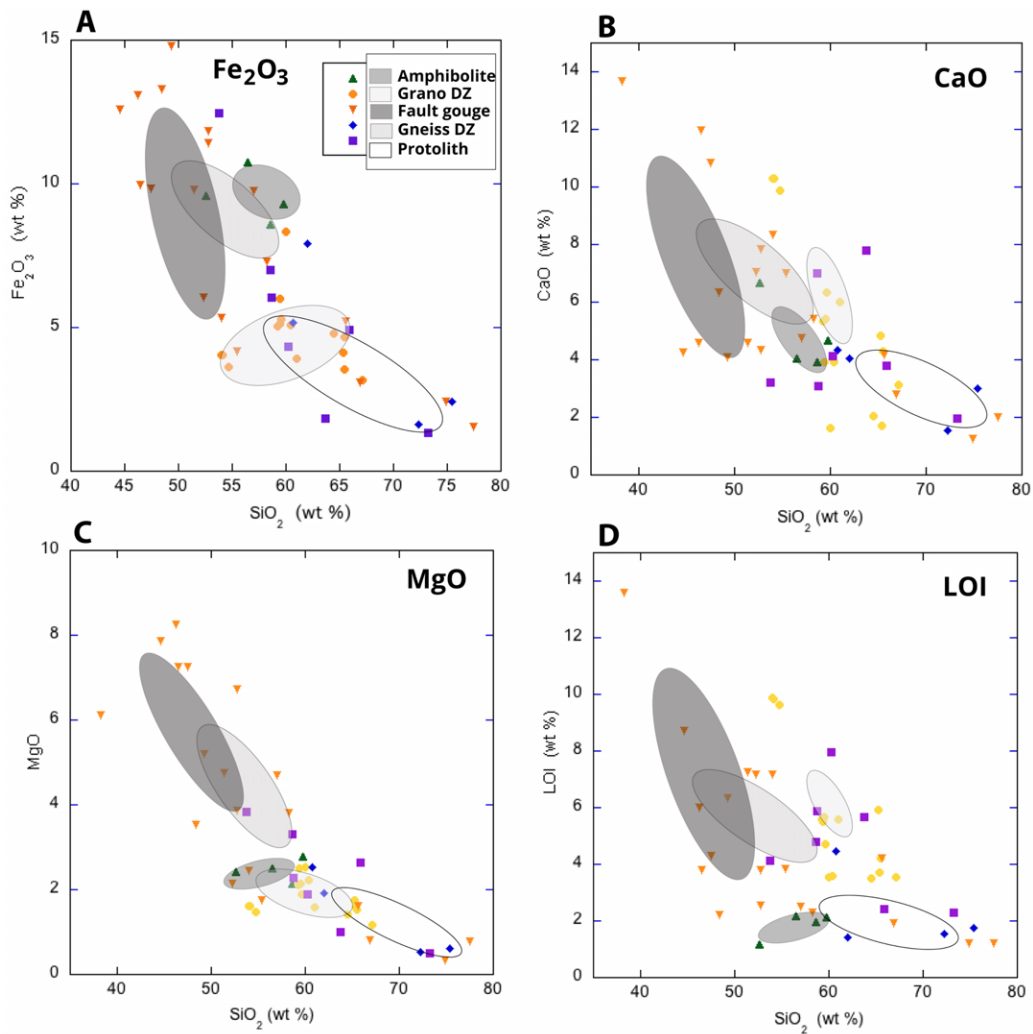 A
15
10
5
0
Fe2O3 (wt %)
Fe2O3
Amphibolite
Grano DZ
Fault gouge
Gneiss DZ
Protolith
40 45 50 55 60 65 70 75 80
SiO2 (wt %)
B
14
12
10
8
6
4
2
0
CaO (wt %)
CaO
40 50 60 70 80
SiO2 (wt %)
C
10
8
6
4
2
0
MgO
MgO
40 50 60 70 80
SiO2 (wt %)
D
14
12
10
8
6
4
2
0
LOI (wt %)
LOI
40 50 60 70 80
SiO2 (wt %)